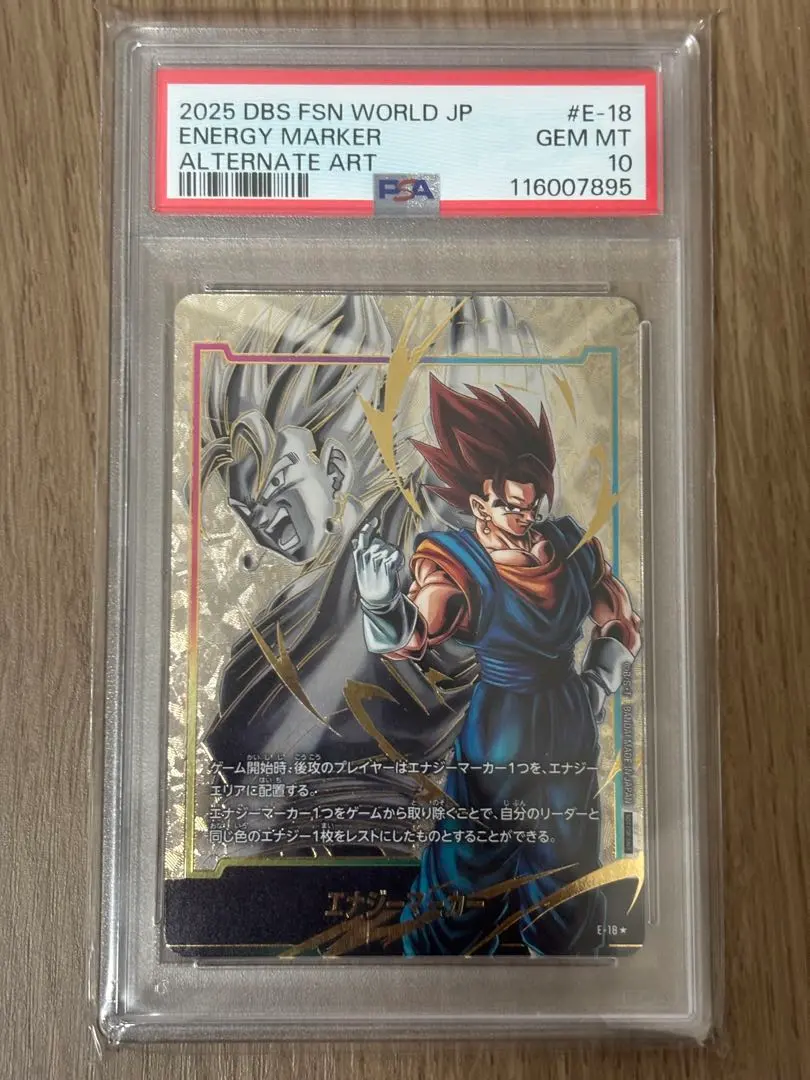 2025 DBS FSN WORLD JP #E-18
ENERGY MARKER GEM MT
ALTERNATE ART 10
PSA 116007895
ゲーム開始時、後攻のプレイヤーはエナジーマーカー1つを、エナジー
エリアに配置する。
エナジーマーカー1つをゲームから取り除くことで、自分のリーダーと
同じ色のエナジー1枚をレストにしたものとすることができる。
エナジーマーカー
E-18★
MADE IN JAPAN